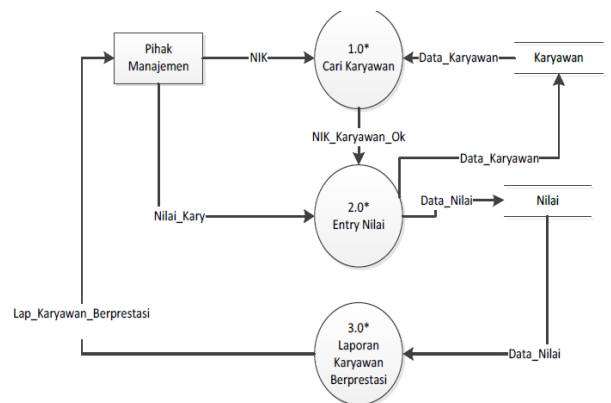 Pihak
Manajemen
NIK
1.0*
Cari Karyawan
Data_Karyawan
Karyawan
NIK_Karyawan_Ok
Data_Karyawan
2.0*
Entry Nilai
Nilai_Kary
Data_Nilai
Nilai
Lap_Karyawan_Berprestasi
3.0*
Laporan
Karyawan
Berprestasi
Data_Nilai